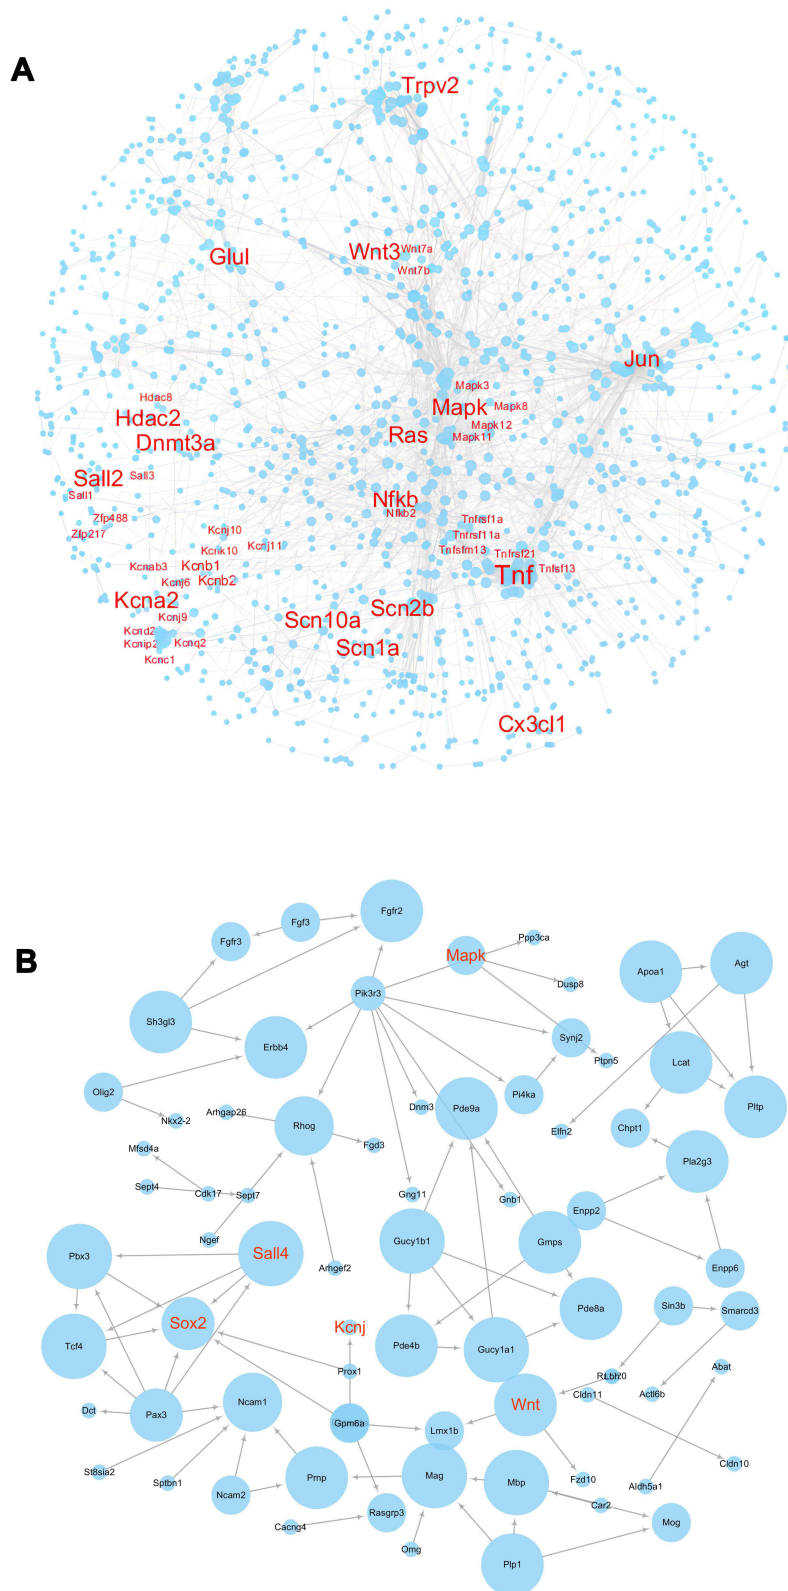 A
Trpv2
Glul
Wnt3
Wnt7a
Wnt7b
Jun
Mapk3
Mapk
Mapk8
Mapk12
Mapk11
Ras
Hdac8
Hdac2
Dnmt3a
Sall2
Sall3
Sall1
Zfp488
Zfp217
Nfkb
Nfkb2
Tnfrsf1a
Tnfrsf11a
Tnfsfm13
Tnfrsf21
Tnf
Tnfsf13
Kcnj10
Kcnk10
Kcnj11
Kcnab3
Kcnb1
Kcnj6
Kcnb2
Kcna2
Kcnj9
Kcnd2
Kcnip2
Kcnq2
Kcnc1
Scn10a
Scn2b
Scn1a
Cx3cl1
B
Fgfr2
Fgf3
Fgfr3
Mapk
Ppp3ca
Dusp8
Apoa1
Agt
Pik3r3
Sh3gl3
Erbb4
Synj2
Ptpn5
Lcat
Olig2
Nkx2-2
Arhgap26
Rhog
Fgd3
Dnm3
Pde9a
Pi4ka
Elfn2
Chpt1
Pltp
Mfsd4a
Sept4
Cdk17
Sept7
Ngef
Arhgef2
Gng11
Gnb1
Pla2g3
Enpp2
Enpp6
Pbx3
Sall4
Gucy1b1
Gmps
Pde8a
Sin3b
Smarcd3
Tcf4
Sox2
Kcnj
Prox1
Pde4b
Gucy1a1
Abat
Actl6b
Cldn11
Dct
Pax3
Ncam1
Gpm6a
Lmx1b
Wnt
Fzd10
Aldh5a1
Cldn10
St8sia2
Sptbn1
Ncam2
Prnp
Mag
Mbp
Car2
Mog
Cacng4
Rasgrp3
Omg
Plp1